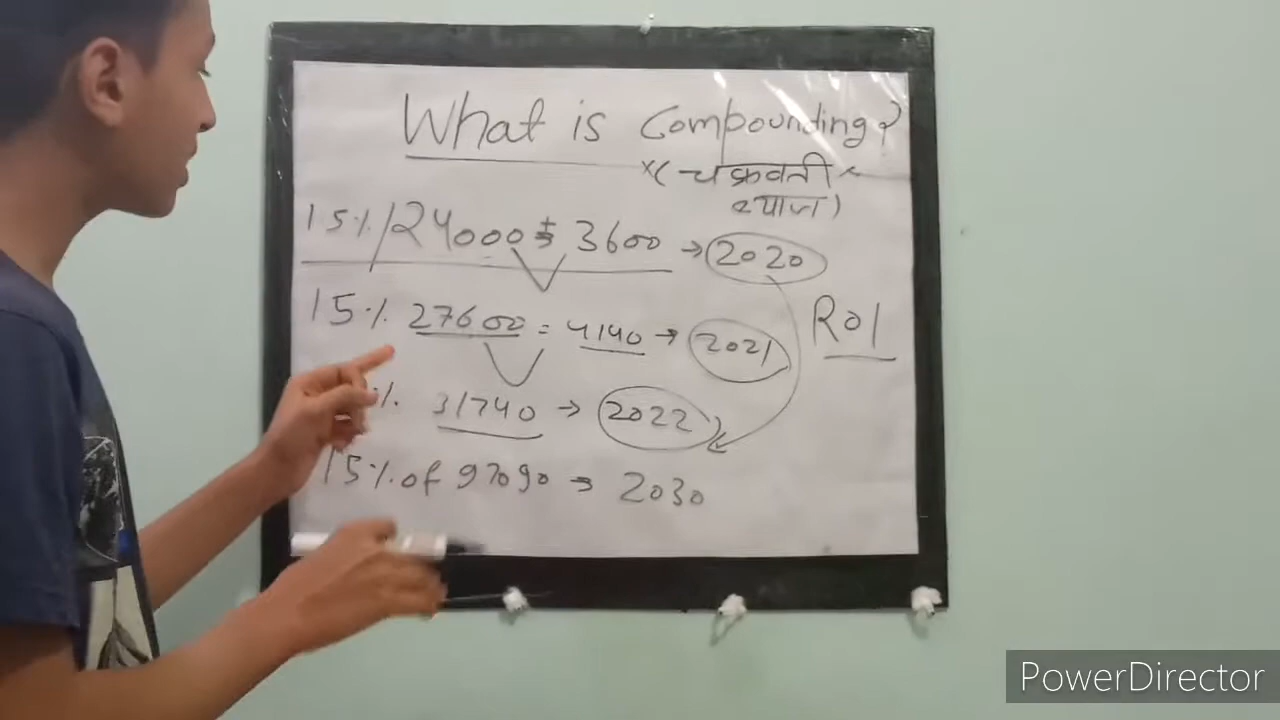 What is Compounding?
(चक्रवती
ब्याज)
15%/24000 = 3600 → 2020
15% 27600 = 4140 → 2021
ROI
%. 31740 → 2022
15% of 97090 → 2030
PowerDirector